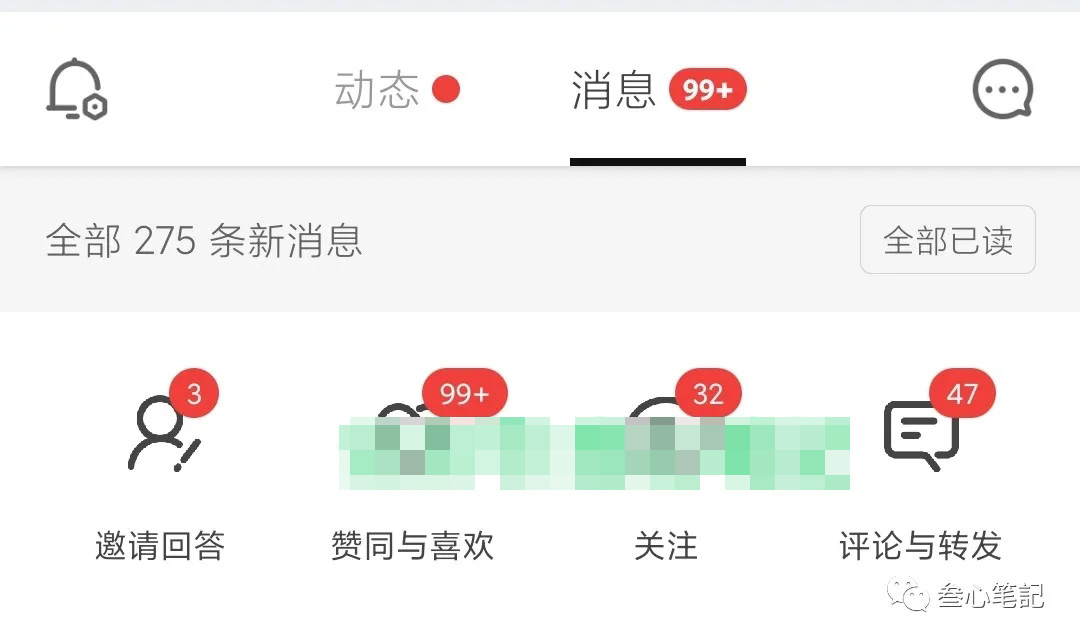 动态 消息 99+
全部 275 条新消息 全部已读
3 99+ 32 47
邀请回答 赞同与喜欢 关注 评论与转发
叁心笔記